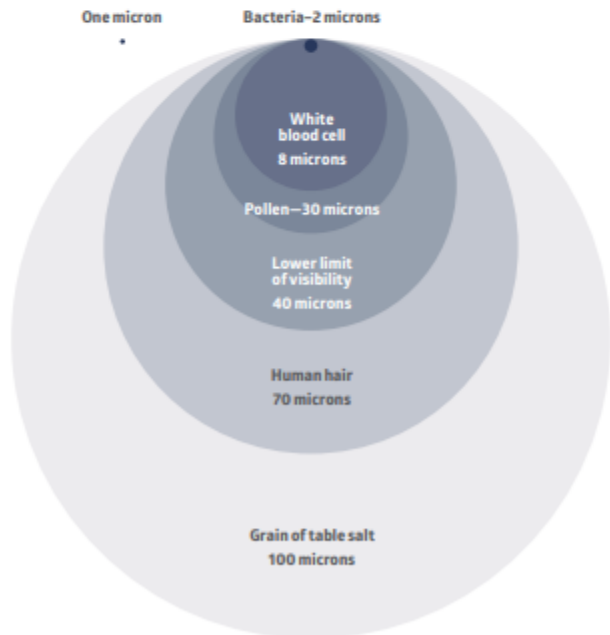 One micron
Bacteria–2 microns
White
blood cell
8 microns
Pollen—30 microns
Lower limit
of visibility
40 microns
Human hair
70 microns
Grain of table salt
100 microns